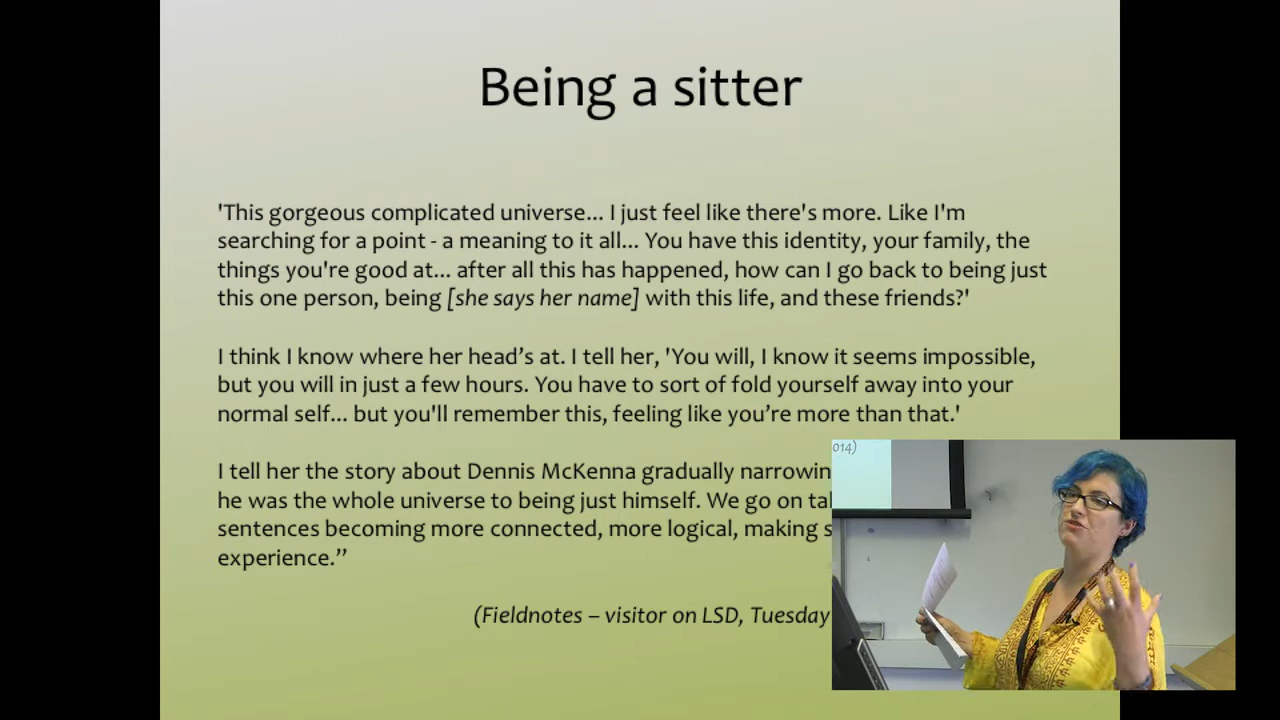 Being a sitter
'This gorgeous complicated universe... I just feel like there's more. Like I'm
searching for a point - a meaning to it all... You have this identity, your family, the
things you're good at... after all this has happened, how can I go back to being just
this one person, being [she says her name] with this life, and these friends?'
I think I know where her head’s at. I tell her, 'You will, I know it seems impossible,
but you will in just a few hours. You have to sort of fold yourself away into your
normal self... but you'll remember this, feeling like you’re more than that.'
I tell her the story about Dennis McKenna gradually
he was the whole universe to being just himself. We go on
sentences becoming more connected, more logical, making
experience.”
(Fieldnotes – visitor on LSD, Tuesday
014)